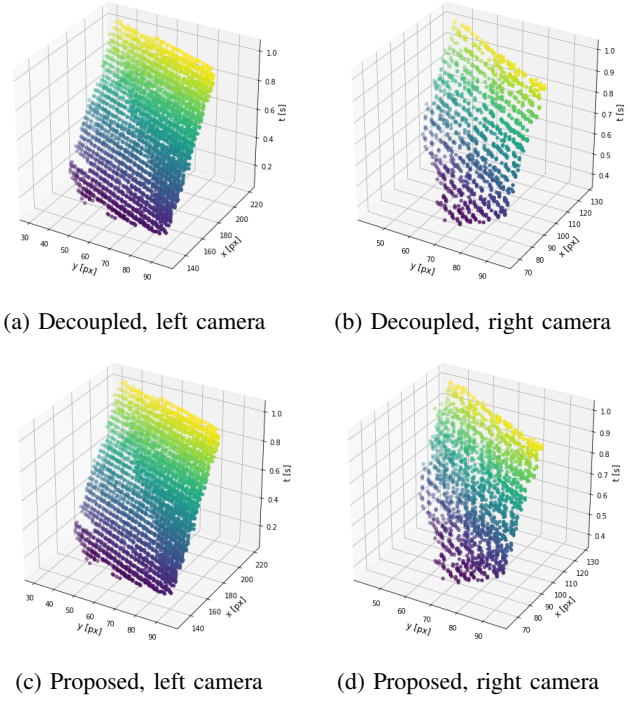 1.0
0.8
0.6
0.4
0.2
t [s]
220
200
180
160
140
x [px]
30 40 50 60 70 80 90
y [px]
1.0
0.9
0.8
0.7
0.6
0.5
0.4
t [s]
130
120
110
100
90
80
70
x [px]
50 60 70 80 90
y [px]
(a) Decoupled, left camera
(b) Decoupled, right camera
1.0
0.8
0.6
0.4
0.2
t [s]
220
200
180
160
140
x [px]
30 40 50 60 70 80 90
y [px]
1.0
0.9
0.8
0.7
0.6
0.5
0.4
t [s]
130
120
110
100
90
80
70
x [px]
50 60 70 80 90
y [px]
(c) Proposed, left camera
(d) Proposed, right camera